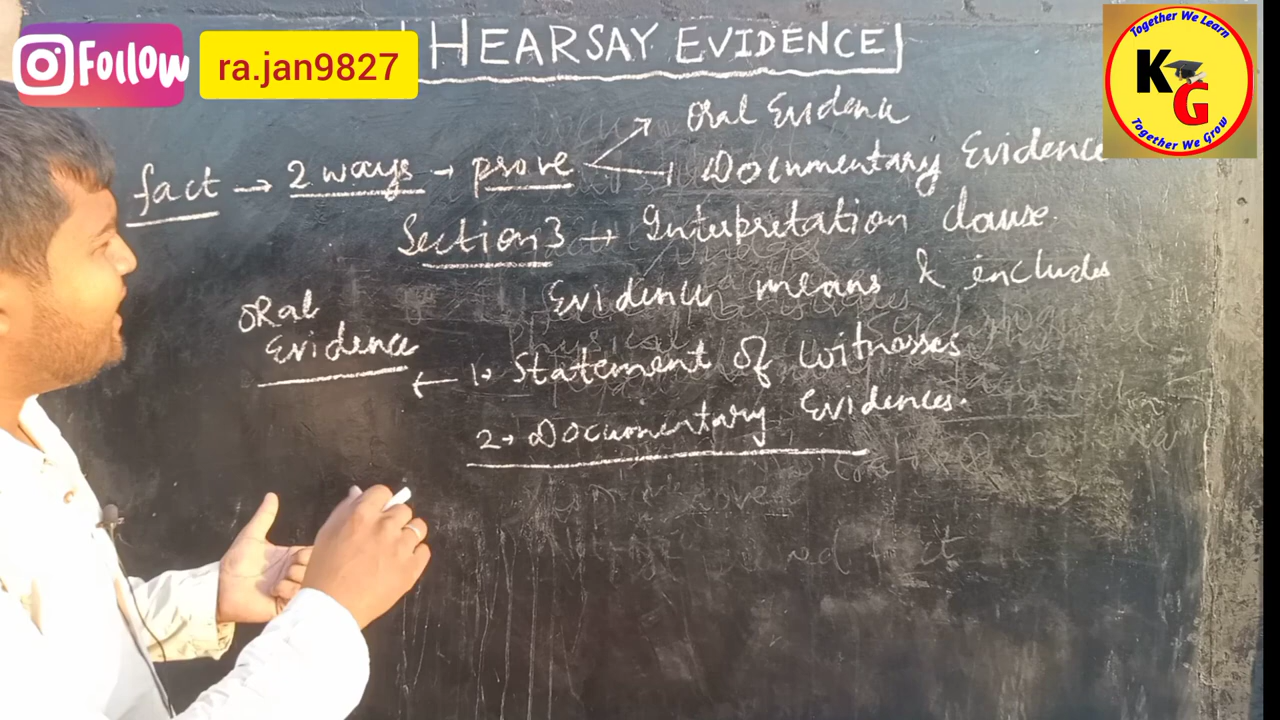 Follow ra.jan9827
HEARSAY EVIDENCE
Together We Learn
KG
Together We Grow
Oral Evidence
fact → 2 ways → prove Documentary Evidence
Section 3 → Interpretation clause.
Evidence means & includes
ORal
Evidence
← 1. Statement of witnesses
2. Documentary Evidences.